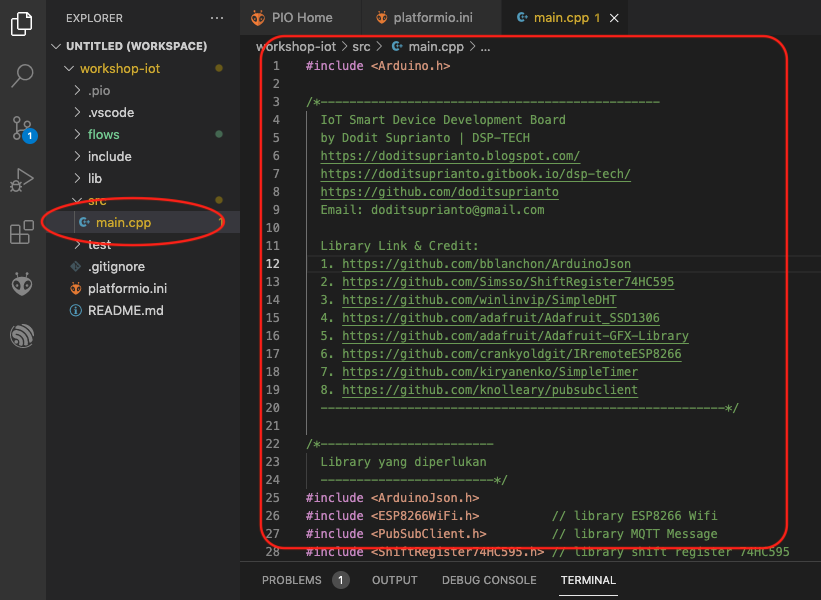 EXPLORER ...
PIO Home
platformio.ini
main.cpp 1
UNTITLED (WORKSPACE)
workshop-iot
.pio
.vscode
flows
include
lib
src
main.cpp 1
test
.gitignore
platformio.ini
README.md
1
workshop-iot > src > main.cpp > ...
1 #include <Arduino.h>
2
3 /*-----------------------------------------------
4 IoT Smart Device Development Board
5 by Dodit Suprianto | DSP-TECH
6 https://doditsuprianto.blogspot.com/
7 https://doditsuprianto.gitbook.io/dsp-tech/
8 https://github.com/doditsuprianto
9 Email: doditsuprianto@gmail.com
10
11 Library Link & Credit:
12 1. https://github.com/bblanchon/ArduinoJson
13 2. https://github.com/Simsso/ShiftRegister74HC595
14 3. https://github.com/winlinvip/SimpleDHT
15 4. https://github.com/adafruit/Adafruit_SSD1306
16 5. https://github.com/adafruit/Adafruit-GFX-Library
17 6. https://github.com/crankyoldgit/IRremoteESP8266
18 7. https://github.com/kiryanenko/SimpleTimer
19 8. https://github.com/knolleary/pubsubclient
20 --------------------------------------------------------*/
21
22 /*------------------------
23 Library yang diperlukan
24 ------------------------*/
25 #include <ArduinoJson.h>
26 #include <ESP8266WiFi.h> // library ESP8266 Wifi
27 #include <PubSubClient.h> // library MQTT Message
28 #include <ShiftRegister74HC595.h> // library shift register 74HC595
PROBLEMS 1 OUTPUT DEBUG CONSOLE TERMINAL